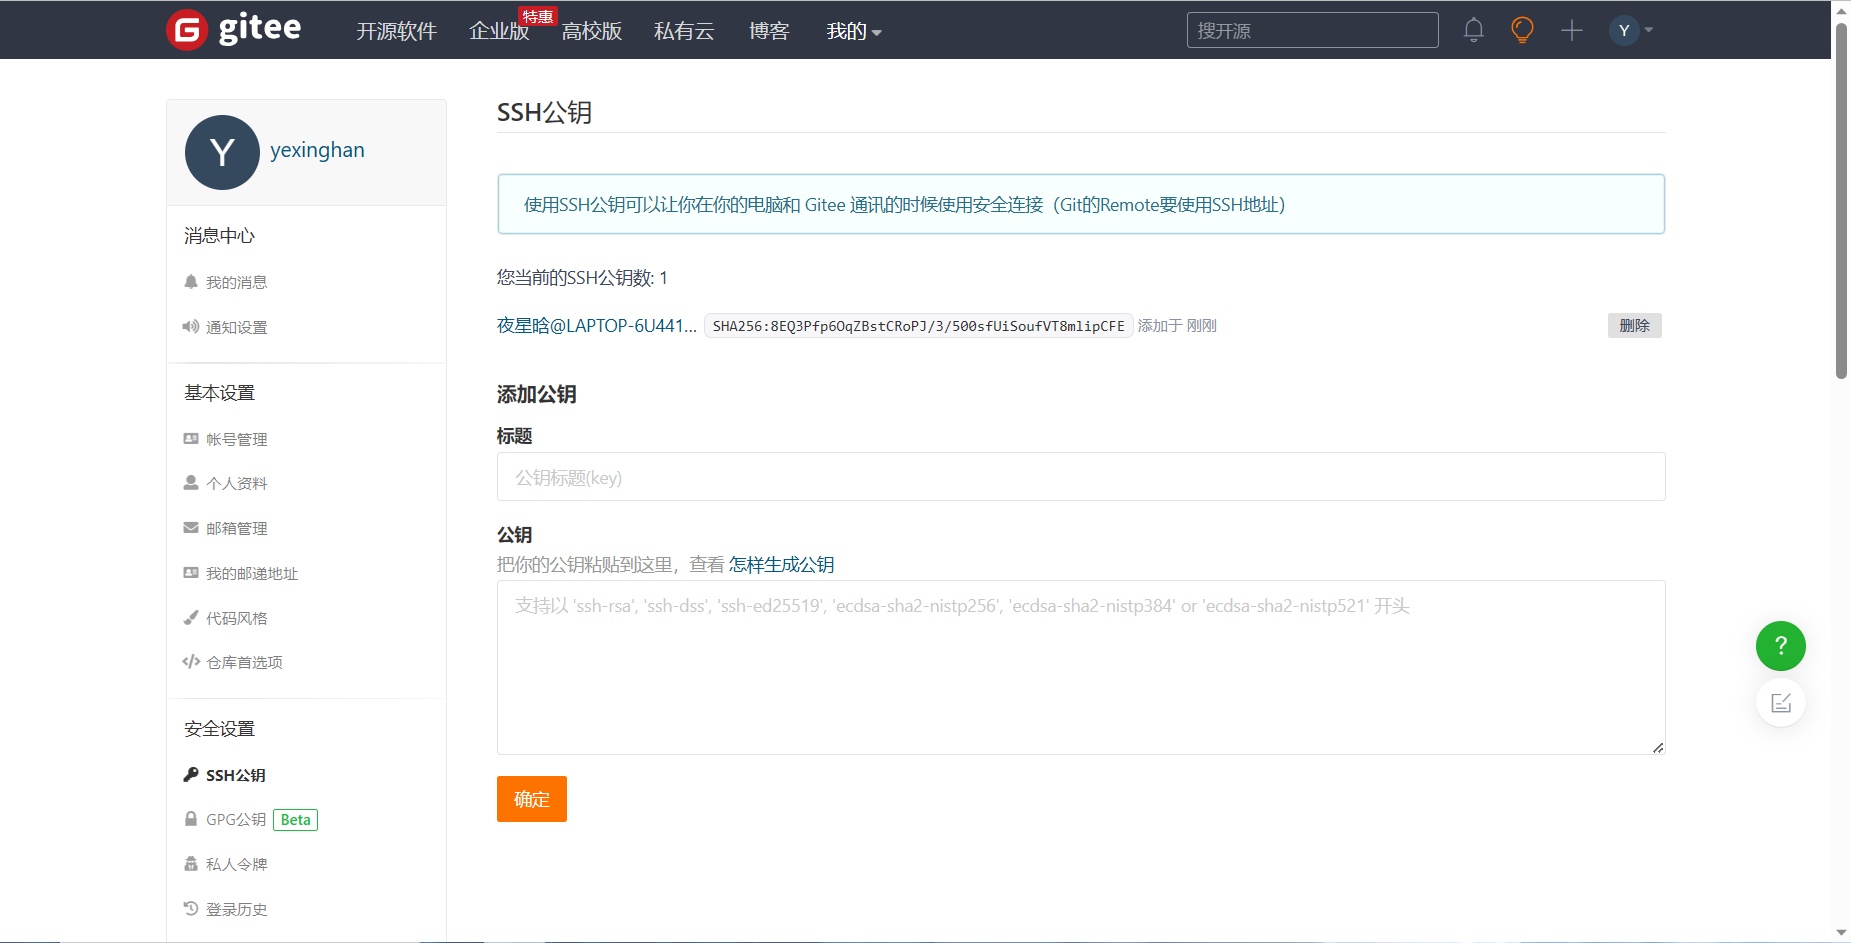 gitee 开源软件 企业版 特惠 高校版 私有云 博客 我的 搜开源 Y
Y yexinghan
消息中心
我的消息
通知设置
基本设置
帐号管理
个人资料
邮箱管理
我的邮递地址
代码风格
仓库首选项
安全设置
SSH公钥
GPG公钥 Beta
私人令牌
登录历史
SSH公钥
使用SSH公钥可以让你在你的电脑和 Gitee 通讯的时候使用安全连接（Git的Remote要使用SSH地址）
您当前的SSH公钥数: 1
夜星晗@LAPTOP-6U441... SHA256:8EQ3Pfp6OqZBstCRoPJ/3/500sfUiSoufVT8mlipCFE 添加于 刚刚 删除
添加公钥
标题
公钥标题(key)
公钥
把你的公钥粘贴到这里，查看 怎样生成公钥
支持以 'ssh-rsa', 'ssh-dss', 'ssh-ed25519', 'ecdsa-sha2-nistp256', 'ecdsa-sha2-nistp384' or 'ecdsa-sha2-nistp521' 开头
确定
?